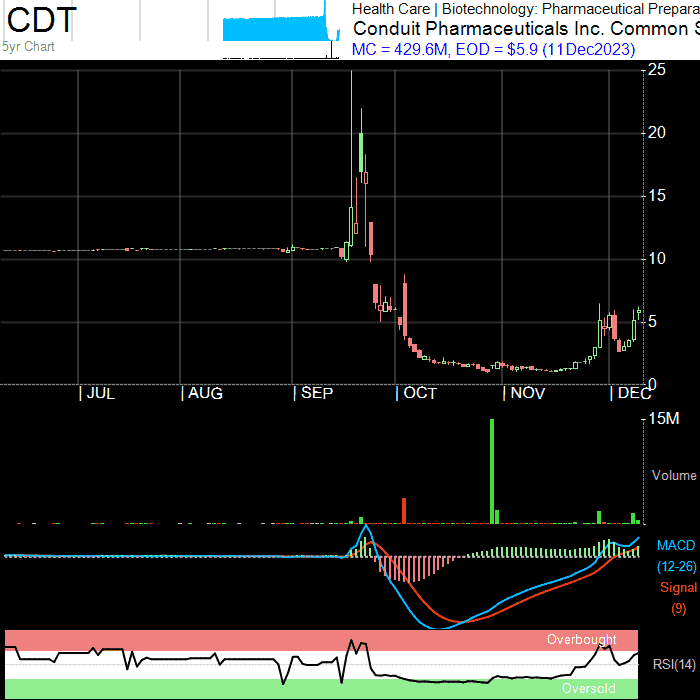 CDT
5yr Chart
Health Care | Biotechnology: Pharmaceutical Prepara
Conduit Pharmaceuticals Inc. Common S
MC = 429.6M, EOD = $5.9 (11Dec2023)
25
20
15
10
5
0
| JUL | AUG | SEP | OCT | NOV | DEC
15M
Volume
MACD
(12-26)
Signal
(9)
Overbought
RSI(14)
Oversold